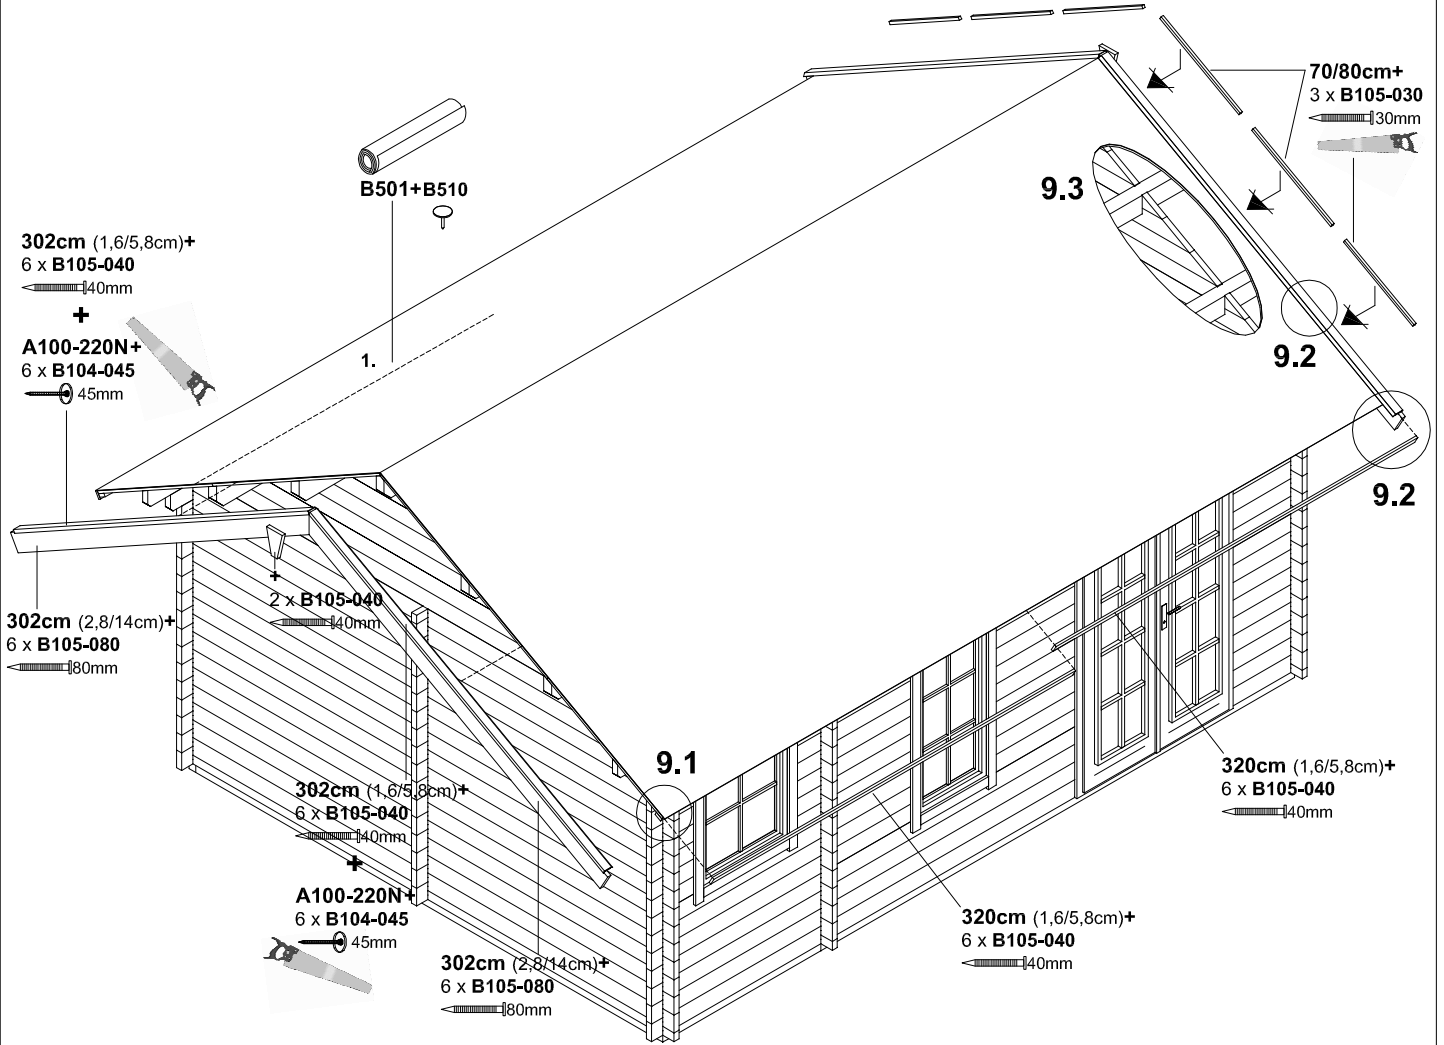 70/80cm+
3 x B105-030
30mm
B501+B510
9.3
302cm (1,6/5,8cm)+
6 x B105-040
40mm
+
A100-220N+
6 x B104-045
45mm
1.
9.2
9.2
+
2 x B105-040
40mm
302cm (2,8/14cm)+
6 x B105-080
80mm
9.1
302cm (1,6/5,8cm)+
6 x B105-040
40mm
+
A100-220N+
6 x B104-045
45mm
302cm (2,8/14cm)+
6 x B105-080
80mm
320cm (1,6/5,8cm)+
6 x B105-040
40mm
320cm (1,6/5,8cm)+
6 x B105-040
40mm